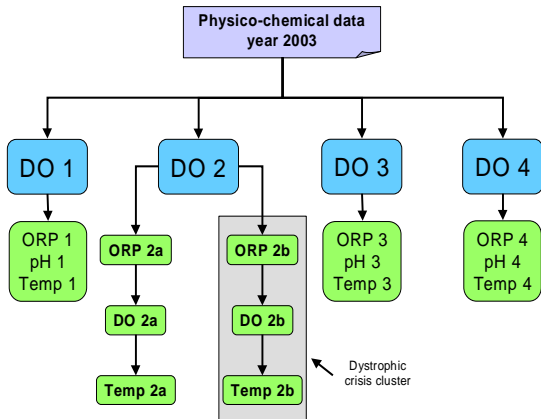 Physico-chemical data
year 2003
DO 1
DO 2
DO 3
DO 4
ORP 1
pH 1
Temp 1
ORP 2a
ORP 2b
ORP 3
pH 3
Temp 3
ORP 4
pH 4
Temp 4
DO 2a
DO 2b
Temp 2a
Temp 2b
Dystrophic
crisis cluster